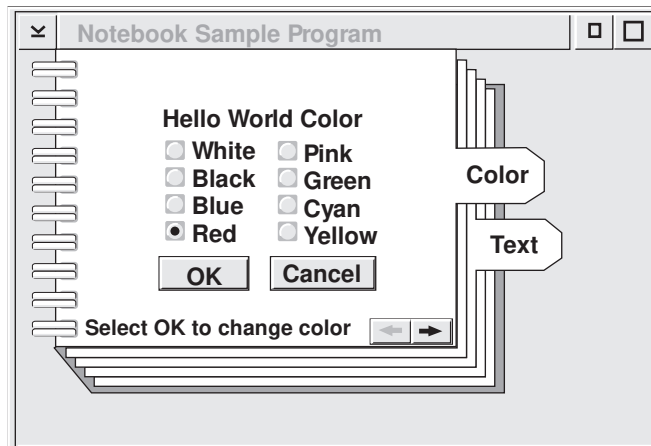 Notebook Sample Program
Hello World Color
White Pink
Black Green
Blue Cyan
Red Yellow
OK Cancel
Select OK to change color
Color
Text